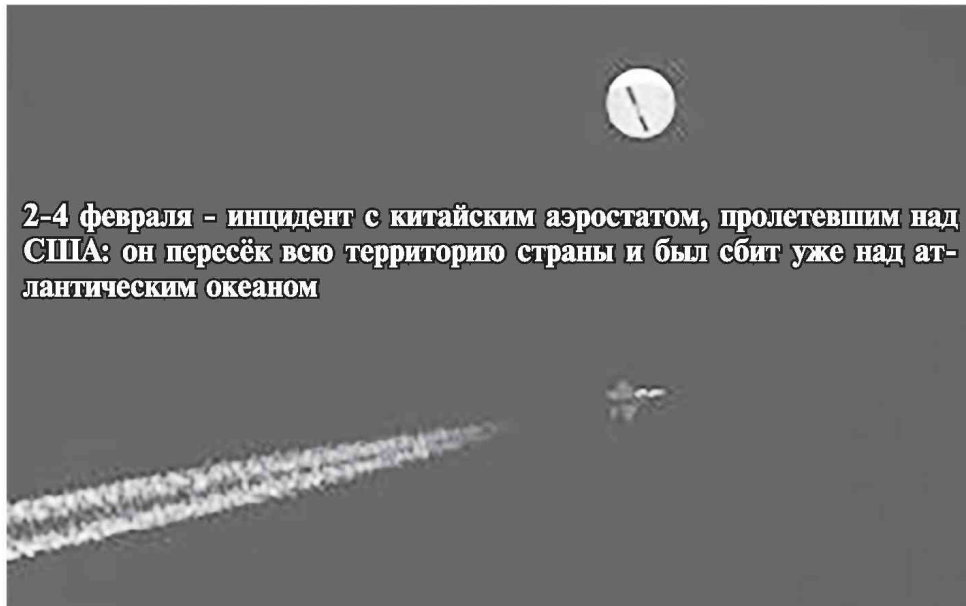 2-4 февраля - инцидент с китайским аэростатом, пролетевшим над
США: он пересёк всю территорию страны и был сбит уже над ат-
лантическим океаном